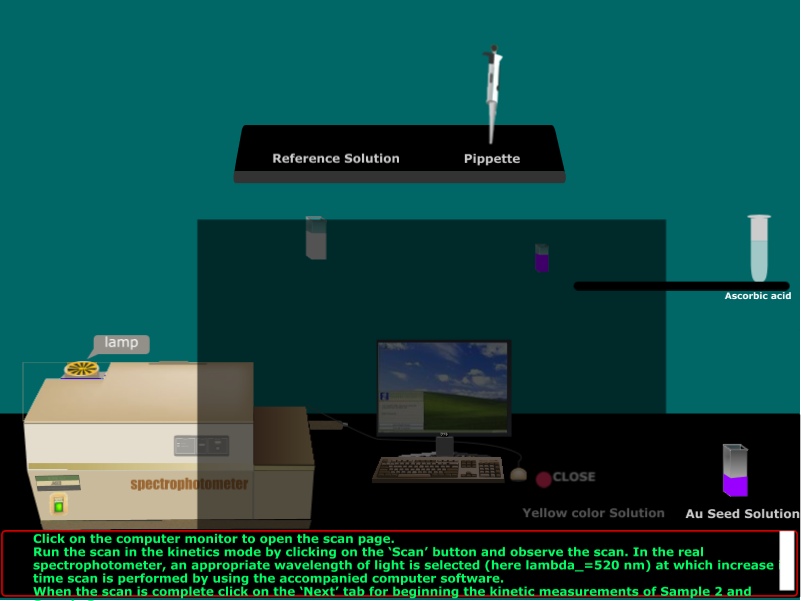 Reference Solution
Pippette
Ascorbic acid
lamp
spectrophotometer
CLOSE
Yellow color Solution
Au Seed Solution
Click on the computer monitor to open the scan page.
Run the scan in the kinetics mode by clicking on the ‘Scan’ button and observe the scan. In the real
spectrophotometer, an appropriate wavelength of light is selected (here lambda_=520 nm) at which increase
time scan is performed by using the accompanied computer software.
When the scan is complete click on the ‘Next’ tab for beginning the kinetic measurements of Sample 2 and